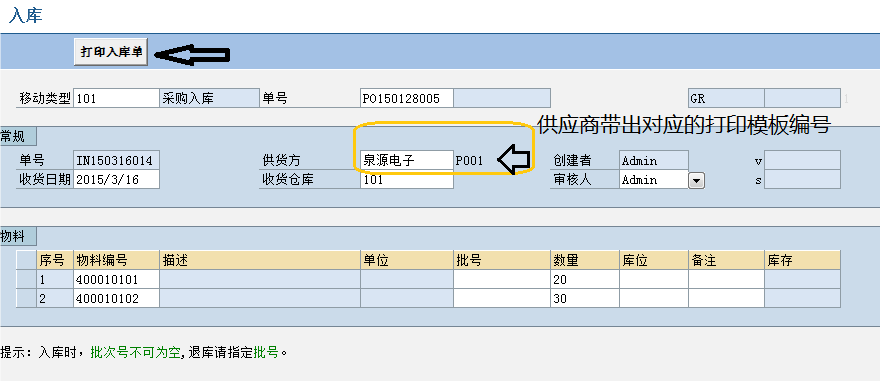 入库
打印入库单
移动类型 101 采购入库 单号 PO150128005 GR
供应商带出对应的打印模板编号
常规
单号 IN150316014 供货方 泉源电子 P001 创建者 Admin v
收货日期 2015/3/16 收货仓库 101 审核人 Admin s
物料
序号 物料编号 描述 单位 批号 数量 库位 备注 库存
1 400010101 20
2 400010102 30
提示：入库时，批次号不可为空,退库请指定批号。